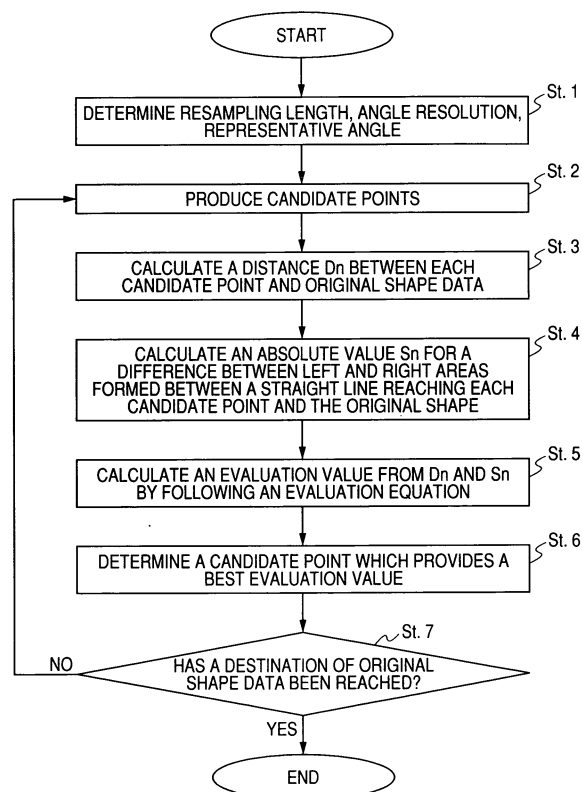 START
St. 1
DETERMINE RESAMPLING LENGTH, ANGLE RESOLUTION,
REPRESENTATIVE ANGLE
St. 2
PRODUCE CANDIDATE POINTS
St. 3
CALCULATE A DISTANCE Dn BETWEEN EACH
CANDIDATE POINT AND ORIGINAL SHAPE DATA
St. 4
CALCULATE AN ABSOLUTE VALUE Sn FOR A
DIFFERENCE BETWEEN LEFT AND RIGHT AREAS
FORMED BETWEEN A STRAIGHT LINE REACHING EACH
CANDIDATE POINT AND THE ORIGINAL SHAPE
St. 5
CALCULATE AN EVALUATION VALUE FROM Dn AND Sn
BY FOLLOWING AN EVALUATION EQUATION
St. 6
DETERMINE A CANDIDATE POINT WHICH PROVIDES A
BEST EVALUATION VALUE
St. 7
NO
HAS A DESTINATION OF ORIGINAL
SHAPE DATA BEEN REACHED?
YES
END